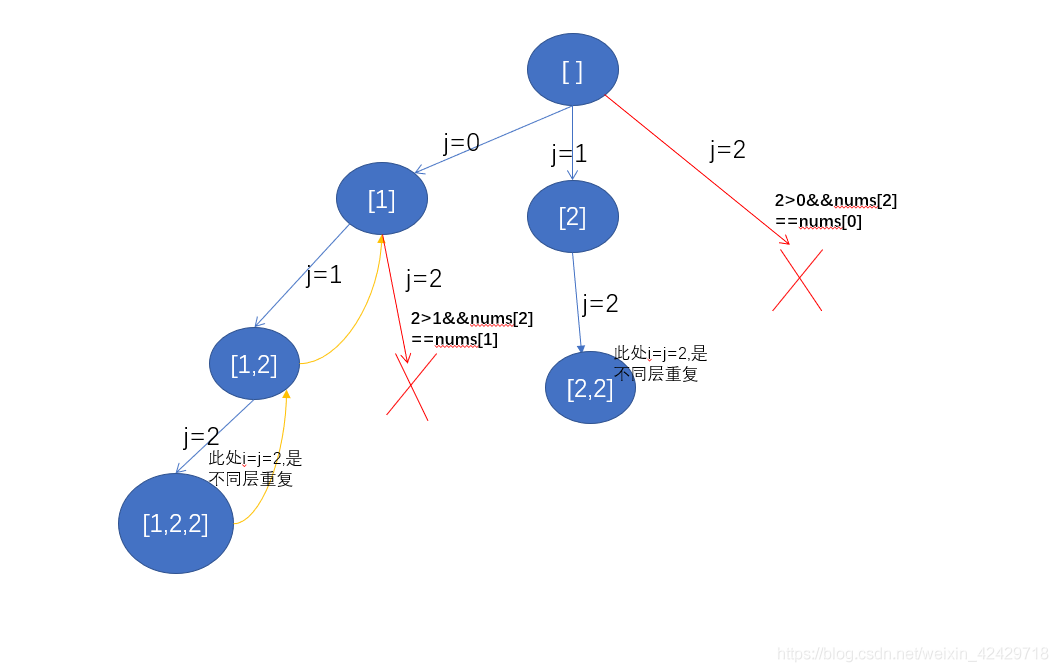 [ ]
j=0
j=1
j=2
[1]
[2]
2>0&&nums[2]
==nums[0]
j=1
j=2
j=2
2>1&&nums[2]
==nums[1]
[1,2]
此处i=j=2,是
不同层重复
[2,2]
j=2
此处i=j=2,是
不同层重复
[1,2,2]
https://blog.csdn.net/weixin_42429718